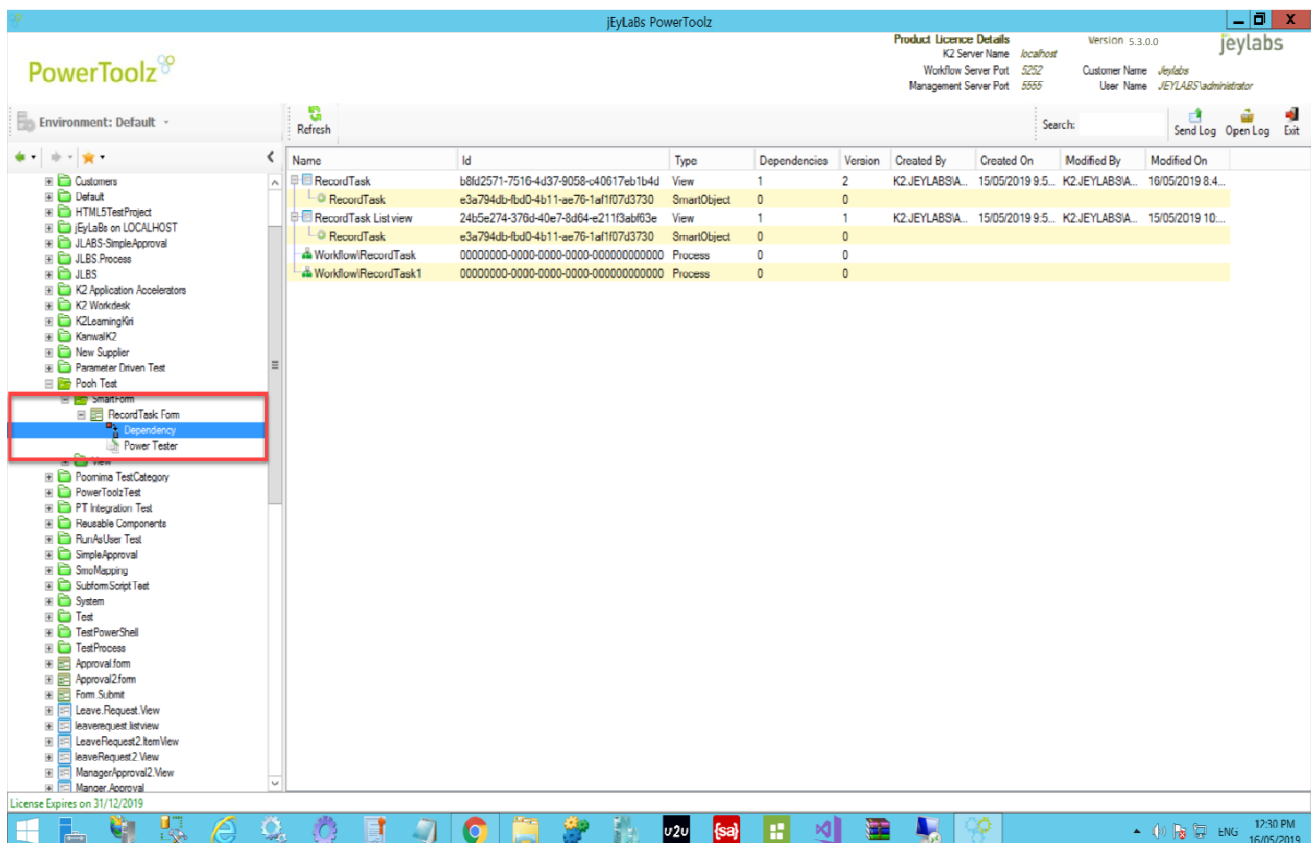 jEyLaBs PowerToolz
PowerToolz
Product Licence Details
K2 Server Name localhost
Workflow Server Port 5252
Management Server Port 5555
Version 5.3.0.0
Customer Name Jeylabs
User Name JEYLABS\administrator
jeylabs
Environment: Default
Refresh
Search:
Send Log Open Log Exit
Customers
Default
HTML5TestProject
jEyLaBs on LOCALHOST
JLABS-SimpleApproval
JLBS.Process
JLBS
K2 Application Accelerators
K2 Workdesk
K2LearningKiri
KanwalK2
New Supplier
Parameter Driven Test
Pooh Test
SmartForm
RecordTask Form
Dependency
Power Tester
View
Poornima TestCategory
PowerToolzTest
PT Integration Test
Reusable Components
RunAsUser Test
SimpleApproval
SmoMapping
SubformScript Test
System
Test
TestPowerShell
TestProcess
Approval.form
Approval2.form
Form.Submit
Leave.Request.View
leaverequest.listview
LeaveRequest2.ItemView
leaveRequest2.View
ManagerApproval2.View
Manger.Approval
Name Id Type Dependencies Version Created By Created On Modified By Modified On
RecordTask b8fd2571-7516-4d37-9058-c40617eb1b4d View 1 2 K2:JEYLABS\A... 15/05/2019 9:5... K2:JEYLABS\A... 16/05/2019 8:4...
RecordTask e3a794db-fbd0-4b11-ae76-1af1f07d3730 SmartObject 0 0
RecordTask List view 24b5e274-376d-40e7-8d64-e211f3abf63e View 1 1 K2:JEYLABS\A... 15/05/2019 9:5... K2:JEYLABS\A... 15/05/2019 10:...
RecordTask e3a794db-fbd0-4b11-ae76-1af1f07d3730 SmartObject 0 0
Workflow\RecordTask 00000000-0000-0000-0000-000000000000 Process 0 0
Workflow\RecordTask1 00000000-0000-0000-0000-000000000000 Process 0 0
License Expires on 31/12/2019
u2u
{sa}
ENG
12:30 PM
16/05/2019